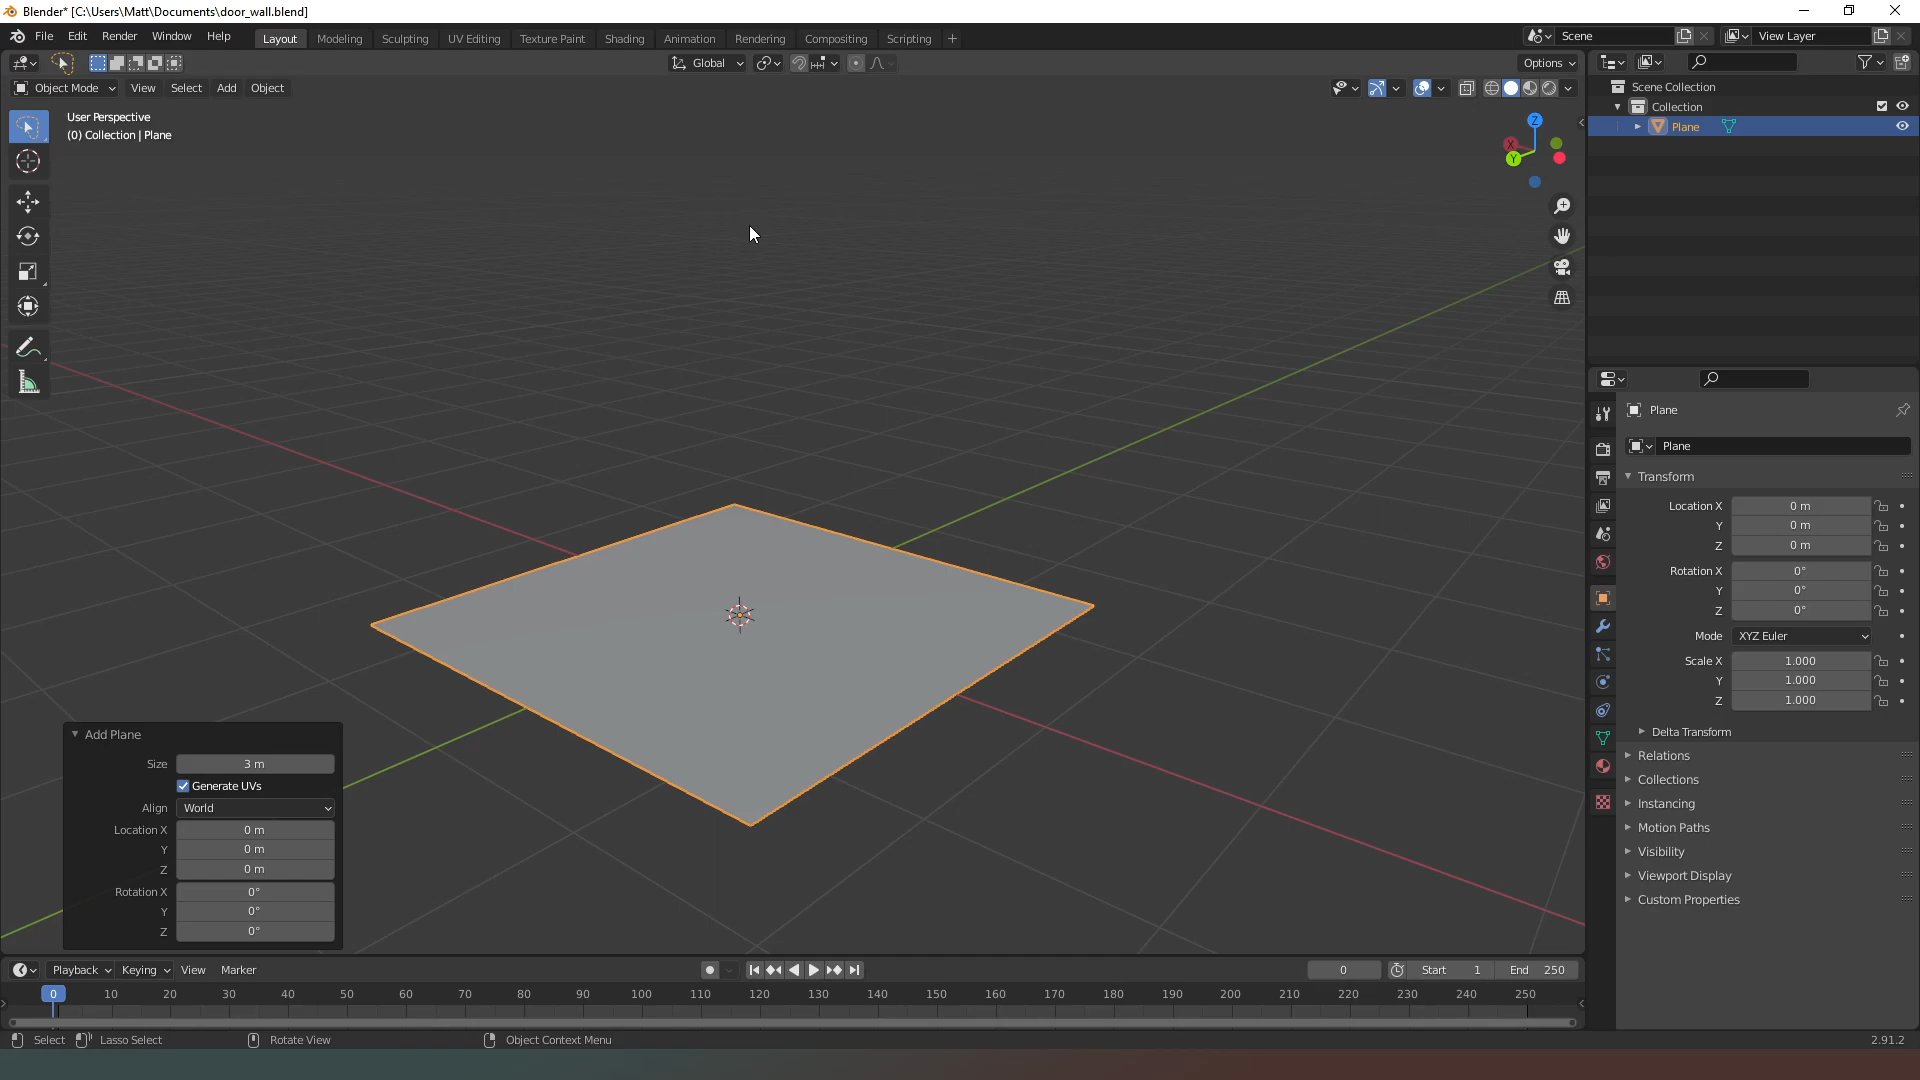 Blender* [C:\Users\Matt\Documents\door_wall.blend]
File Edit Render Window Help Layout Modeling Sculpting UV Editing Texture Paint Shading Animation Rendering Compositing Scripting + Scene View Layer
Global Options
Object Mode View Select Add Object
User Perspective
(0) Collection | Plane
Z
X
Y
Scene Collection
Collection
Plane
Plane
Plane
Transform
Location X 0 m
Y 0 m
Z 0 m
Rotation X 0°
Y 0°
Z 0°
Mode XYZ Euler
Scale X 1.000
Y 1.000
Z 1.000
Delta Transform
Relations
Collections
Instancing
Motion Paths
Visibility
Viewport Display
Custom Properties
Add Plane
Size 3 m
Generate UVs
Align World
Location X 0 m
Y 0 m
Z 0 m
Rotation X 0°
Y 0°
Z 0°
Playback Keying View Marker 0 Start 1 End 250
0 10 20 30 40 50 60 70 80 90 100 110 120 130 140 150 160 170 180 190 200 210 220 230 240 250
Select Lasso Select Rotate View Object Context Menu 2.91.2